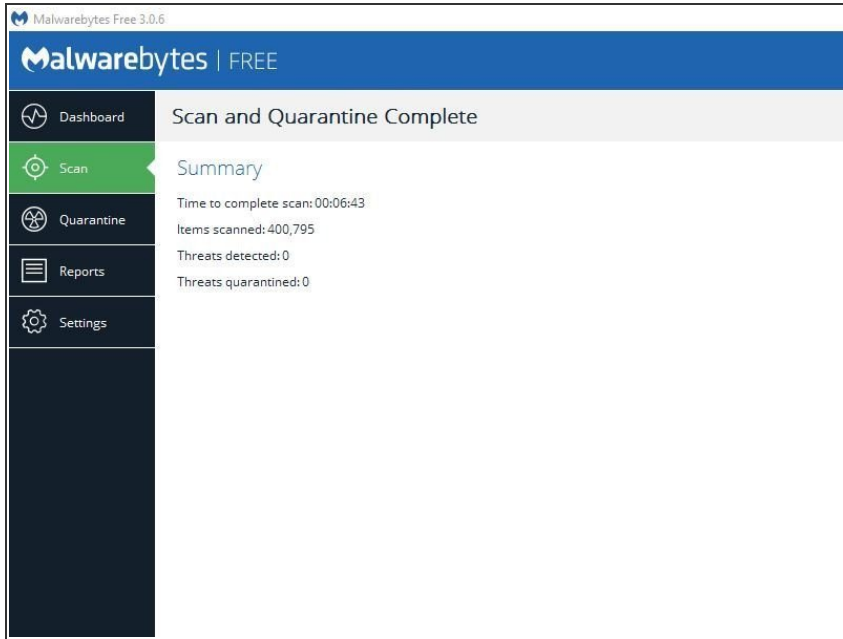 Malwarebytes Free 3.0.6
Malwarebytes | FREE
Dashboard
Scan and Quarantine Complete
Scan
Summary
Time to complete scan: 00:06:43
Quarantine
Items scanned: 400,795
Threats detected: 0
Reports
Threats quarantined: 0
Settings